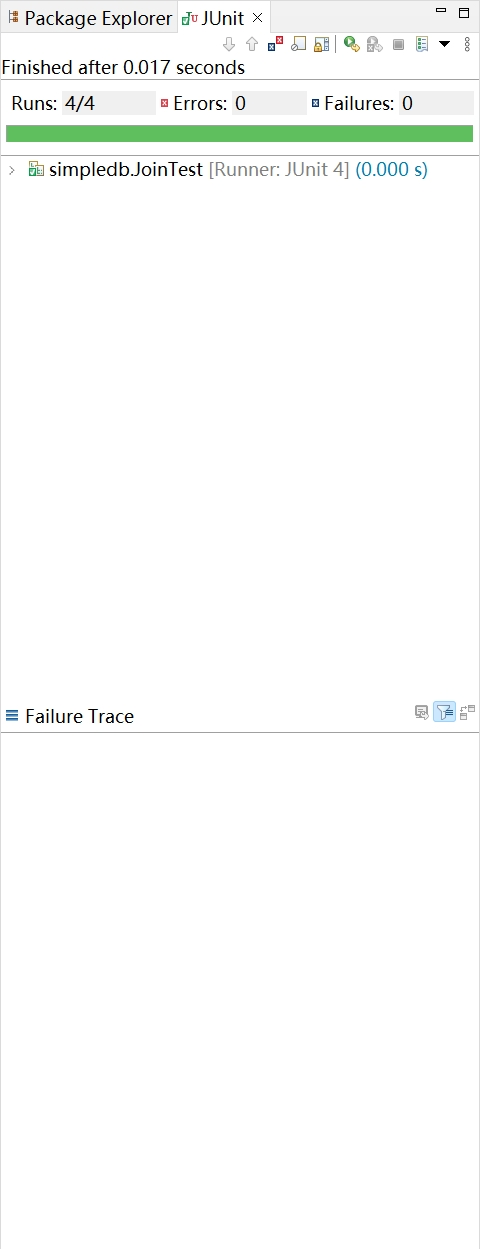 Package Explorer JUnit
Finished after 0.017 seconds
Runs: 4/4 Errors: 0 Failures: 0
simpledb.JoinTest [Runner: JUnit 4] (0.000 s)
Failure Trace